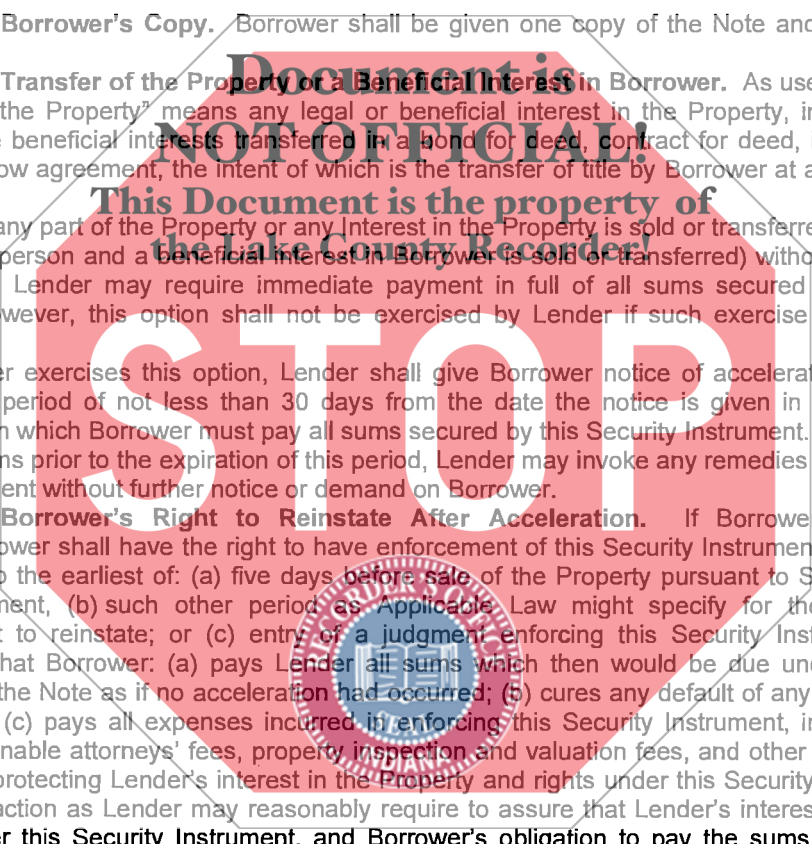 Borrower's Copy. Borrower shall be given one copy of the Note and
Transfer of the Property or a Beneficial Interest in Borrower. As use
the Property" means any legal or beneficial interest in the Property, in
beneficial interests transferred in a bond for deed, contract for deed,
ow agreement, the intent of which is the transfer of title by Borrower at a
any part of the Property or any Interest in the Property is sold or transferre
person and a beneficial interest in Borrower is sold or transferred) witho
Lender may require immediate payment in full of all sums secured
wever, this option shall not be exercised by Lender if such exercise
er exercises this option, Lender shall give Borrower notice of accelerat
period of not less than 30 days from the date the notice is given in
n which Borrower must pay all sums secured by this Security Instrument.
ns prior to the expiration of this period, Lender may invoke any remedies
ent without further notice or demand on Borrower.
Borrower's Right to Reinstate After Acceleration. If Borrowe
ower shall have the right to have enforcement of this Security Instrumen
the earliest of: (a) five days before sale of the Property pursuant to S
ment, (b) such other period as Applicable Law might specify for the
t to reinstate; or (c) entry of a judgment enforcing this Security Inst
hat Borrower: (a) pays Lender all sums which then would be due und
the Note as if no acceleration had occurred; (b) cures any default of any
(c) pays all expenses incurred in enforcing this Security Instrument, in
nable attorneys' fees, property inspection and valuation fees, and other
protecting Lender's interest in the Property and rights under this Security
action as Lender may reasonably require to assure that Lender's interes
er this Security Instrument, and Borrower's obligation to pay the sums
Document is
NOT OFFICIAL!
This Document is the property of
the Lake County Recorder!
STOP
RECORDER'S OFFICE
INDIANA